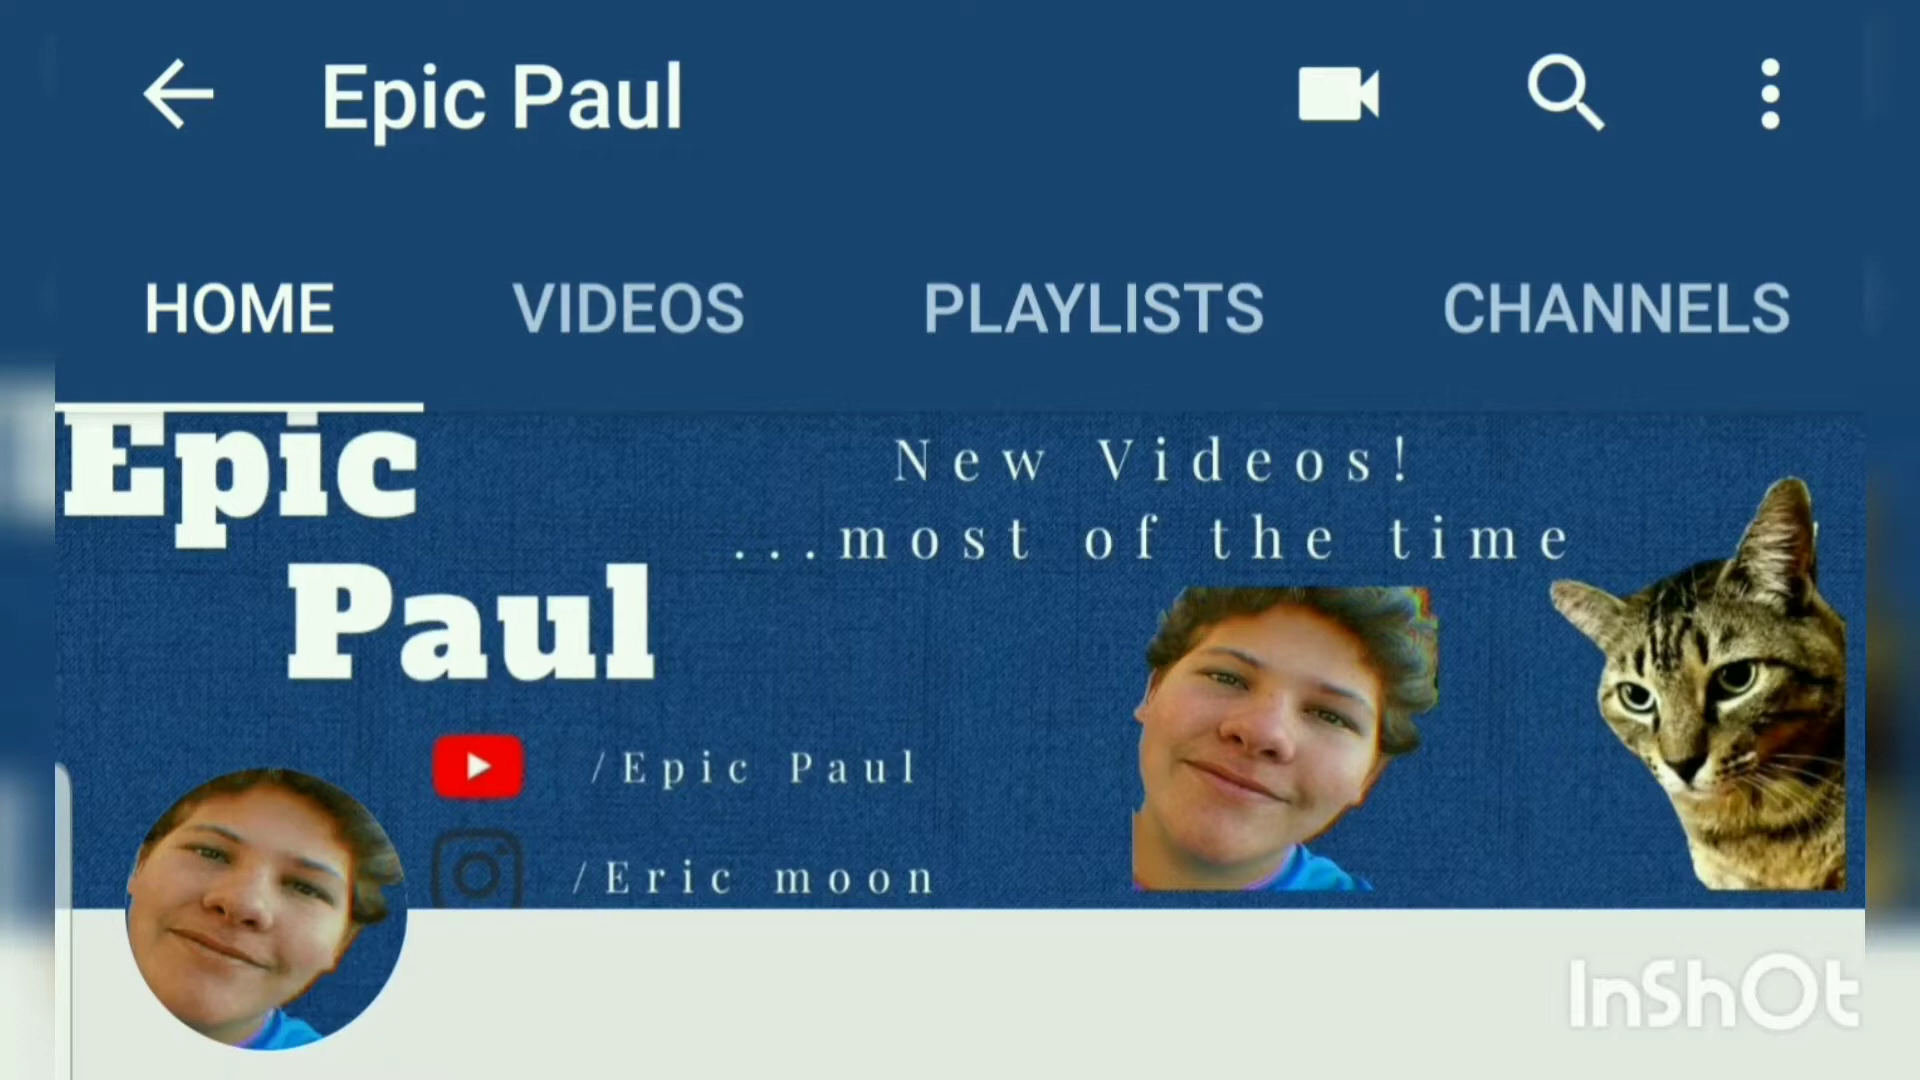 Epic Paul
HOME VIDEOS PLAYLISTS CHANNELS
Epic
Paul
New Videos!
...most of the time
/Epic Paul
/Eric moon
InShOt